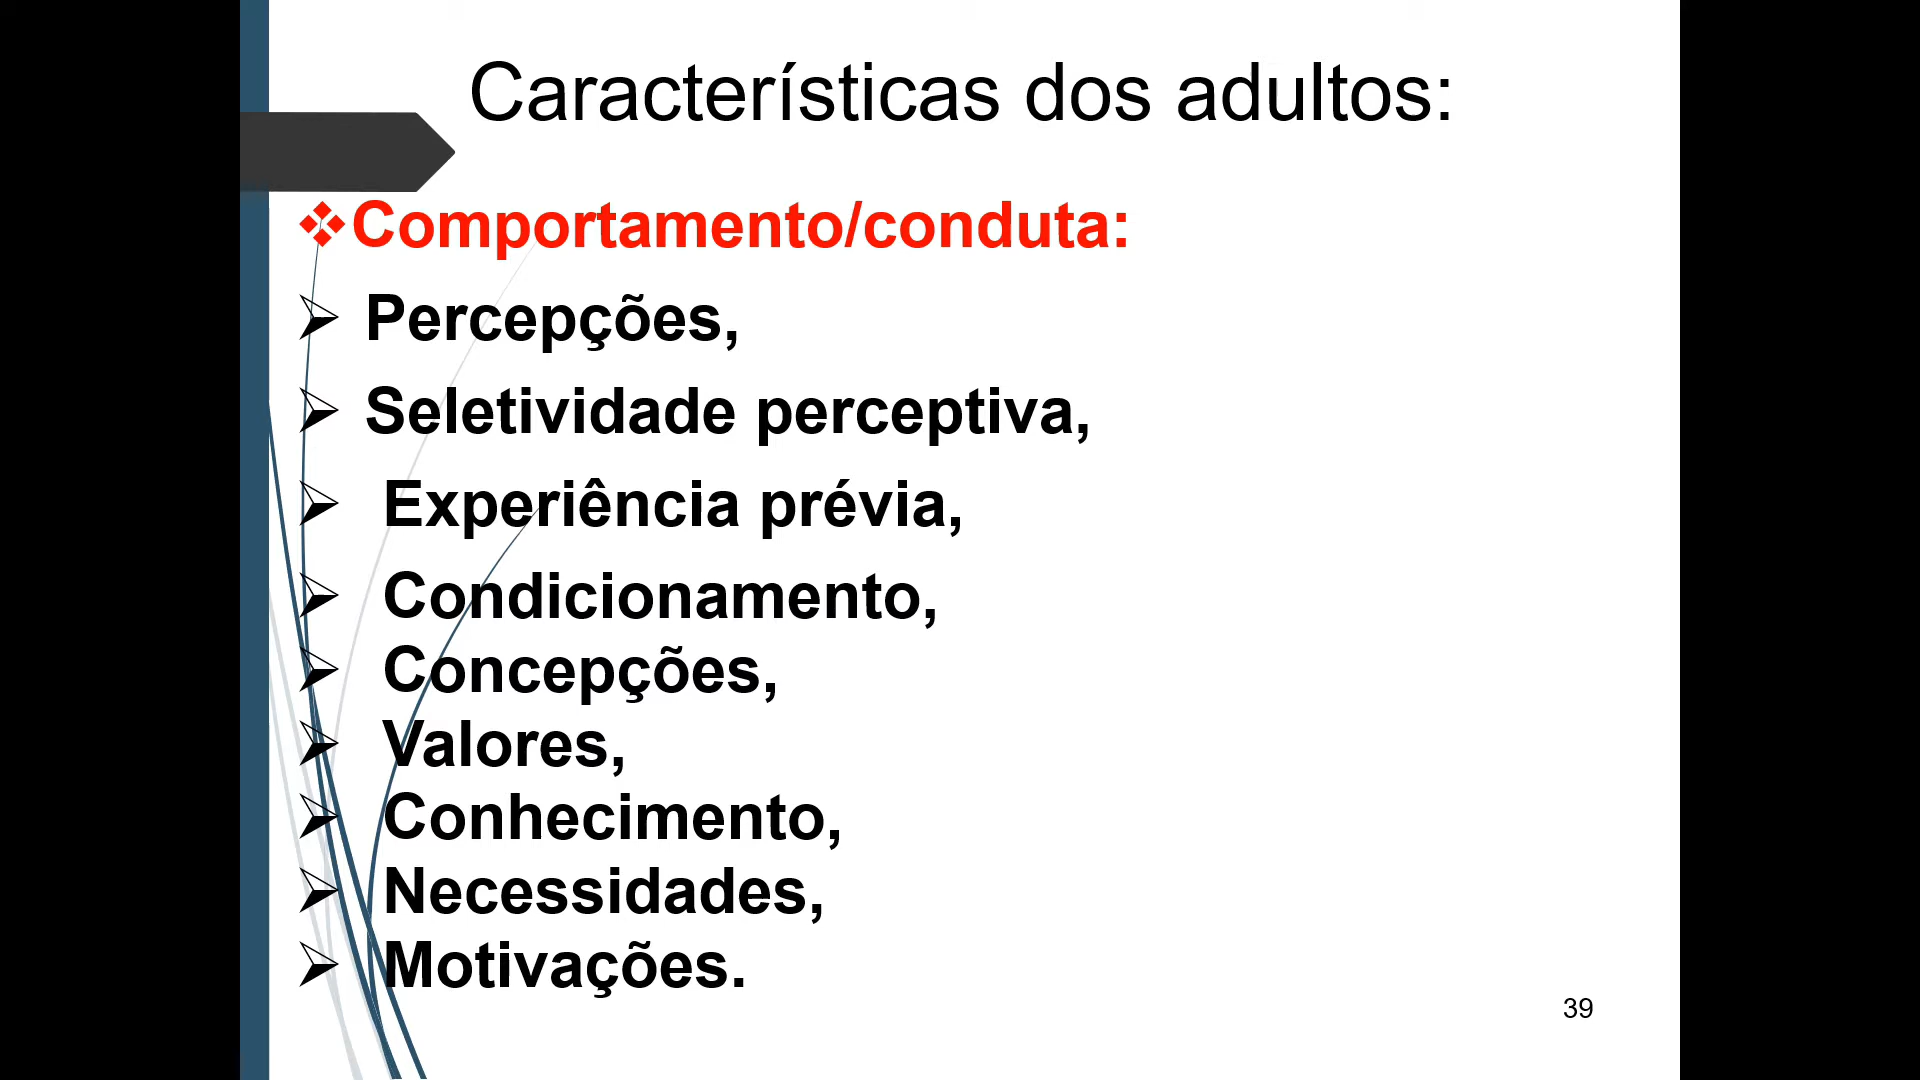 Características dos adultos:
❖Comportamento/conduta:
➢ Percepções,
➢ Seletividade perceptiva,
➢ Experiência prévia,
➢ Condicionamento,
➢ Concepções,
➢ Valores,
➢ Conhecimento,
➢ Necessidades,
➢ Motivações.
39